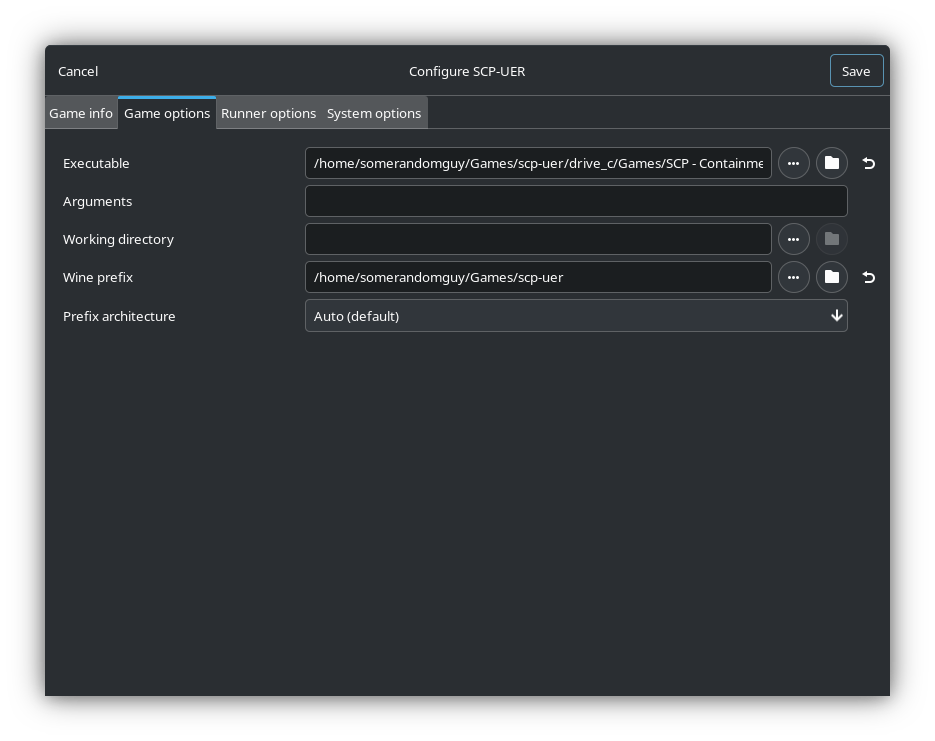 Cancel Configure SCP-UER Save
Game info Game options Runner options System options
Executable /home/somerandomguy/Games/scp-uer/drive_c/Games/SCP - Containme
Arguments
Working directory
Wine prefix /home/somerandomguy/Games/scp-uer
Prefix architecture Auto (default)